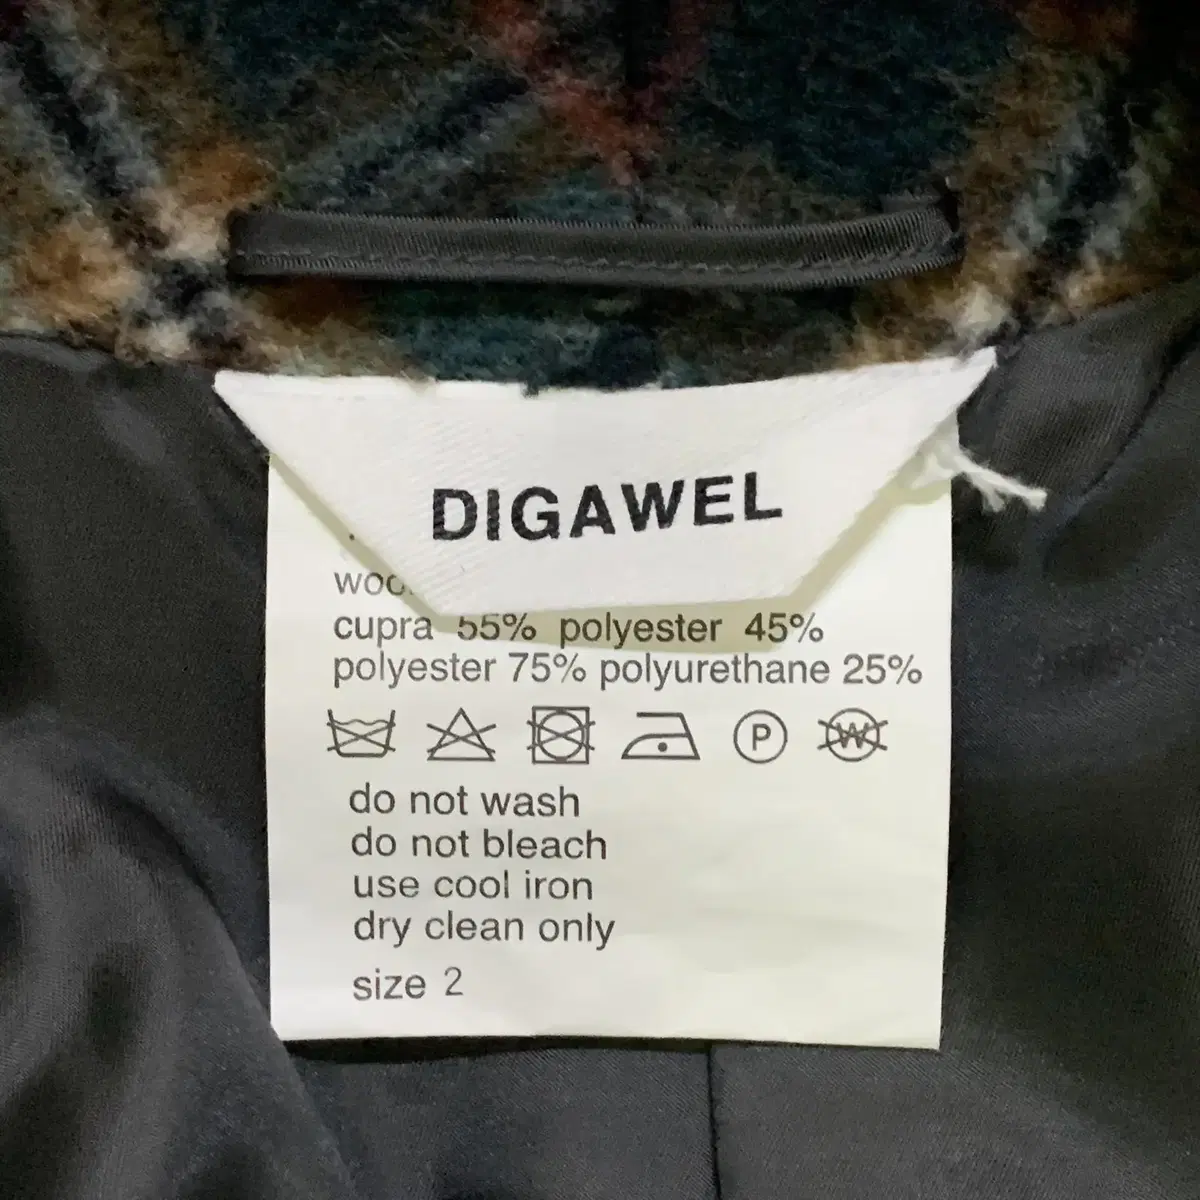 DIGAWEL
cupra 55% polyester 45%
polyester 75% polyurethane 25%
P W
do not wash
do not bleach
use cool iron
dry clean only
size 2